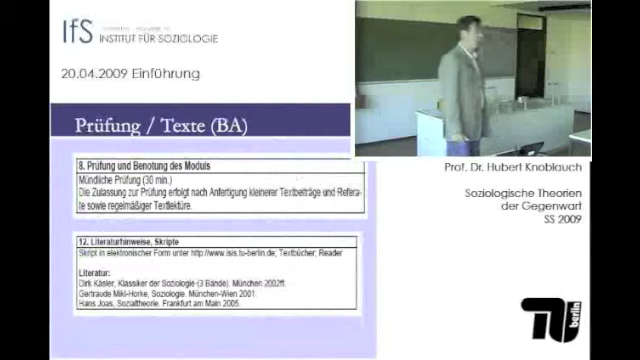 IfS
INSTITUT FÜR SOZIOLOGIE
20.04.2009 Einführung
Prüfung / Texte (BA)
8. Prüfung und Benotung des Moduls
Mündliche Prüfung (30 min.)
Die Zulassung zur Prüfung erfolgt nach Anfertigung kleinerer Textbeiträge und Refera-
te sowie regelmäßiger Textlektüre.
12. Literaturhinweise, Skripte
Skript in elektronischer Form unter http://www.isis.tu-berlin.de; Textbücher; Reader
Literatur:
Dirk Käsler, Klassiker der Soziologie (3 Bände). München 2002ff.
Gertraude Mikl-Horke, Soziologie. München-Wien 2001
Hans Joas, Sozialtheorie. Frankfurt am Main 2005.
Prof. Dr. Hubert Knoblauch
Soziologische Theorien
der Gegenwart
SS 2009
TU
berlin